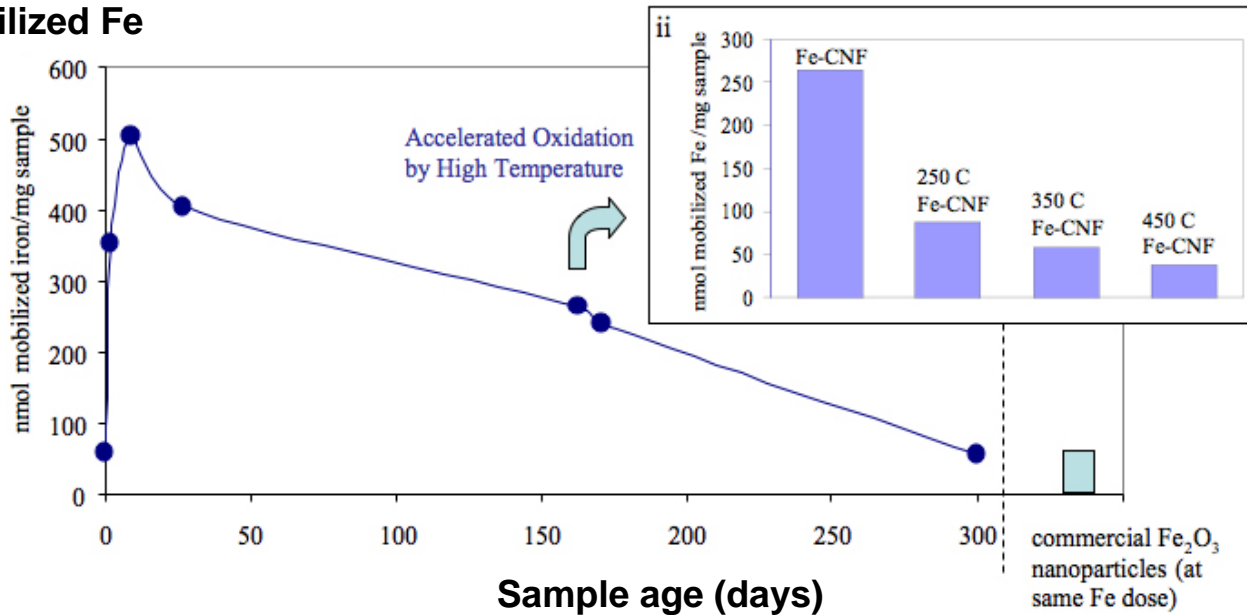 ilized Fe
nmol mobilized iron/mg sample
600
500
400
300
200
100
0
0 50 100 150 200 250 300
Sample age (days)
Accelerated Oxidation
by High Temperature
ii
nmol mobilized Fe /mg sample
300
250
200
150
100
50
0
Fe-CNF
250 C
Fe-CNF
350 C
Fe-CNF
450 C
Fe-CNF
commercial Fe₂O₃
nanoparticles (at
same Fe dose)